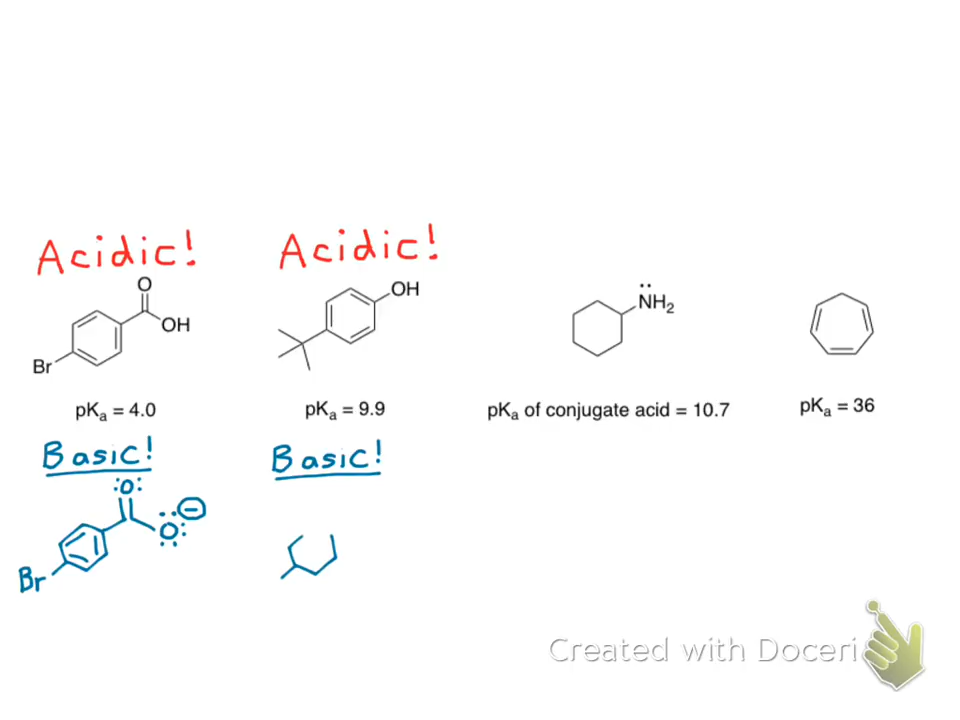 Acidic!
Acidic!
O
OH
Br
OH
NH2
pKa = 4.0
pKa = 9.9
pKa of conjugate acid = 10.7
pKa = 36
Basic!
Basic!
:O:
O
Br
Created with Doceri